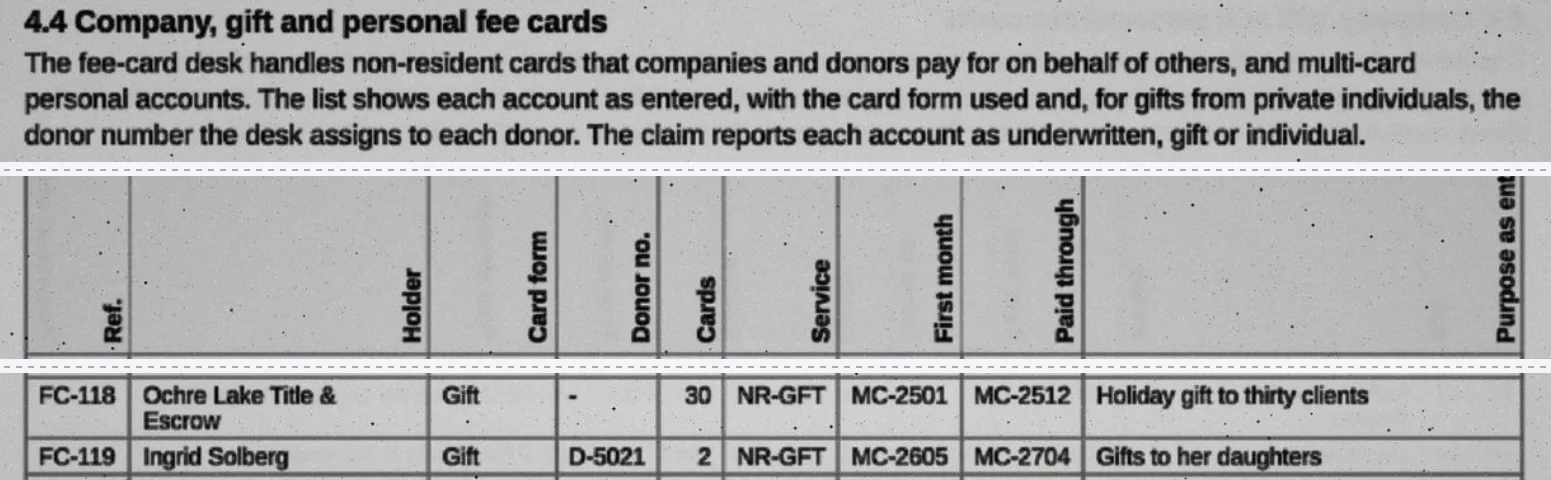 4.4 Company, gift and personal fee cards
The fee-card desk handles non-resident cards that companies and donors pay for on behalf of others, and multi-card
personal accounts. The list shows each account as entered, with the card form used and, for gifts from private individuals, the
donor number the desk assigns to each donor. The claim reports each account as underwritten, gift or individual.
Ref. Holder Card form Donor no. Cards Service First month Paid through Purpose as ent
FC-118 Ochre Lake Title & Gift - 30 NR-GFT MC-2501 MC-2512 Holiday gift to thirty clients
Escrow
FC-119 Ingrid Solberg Gift D-5021 2 NR-GFT MC-2605 MC-2704 Gifts to her daughters